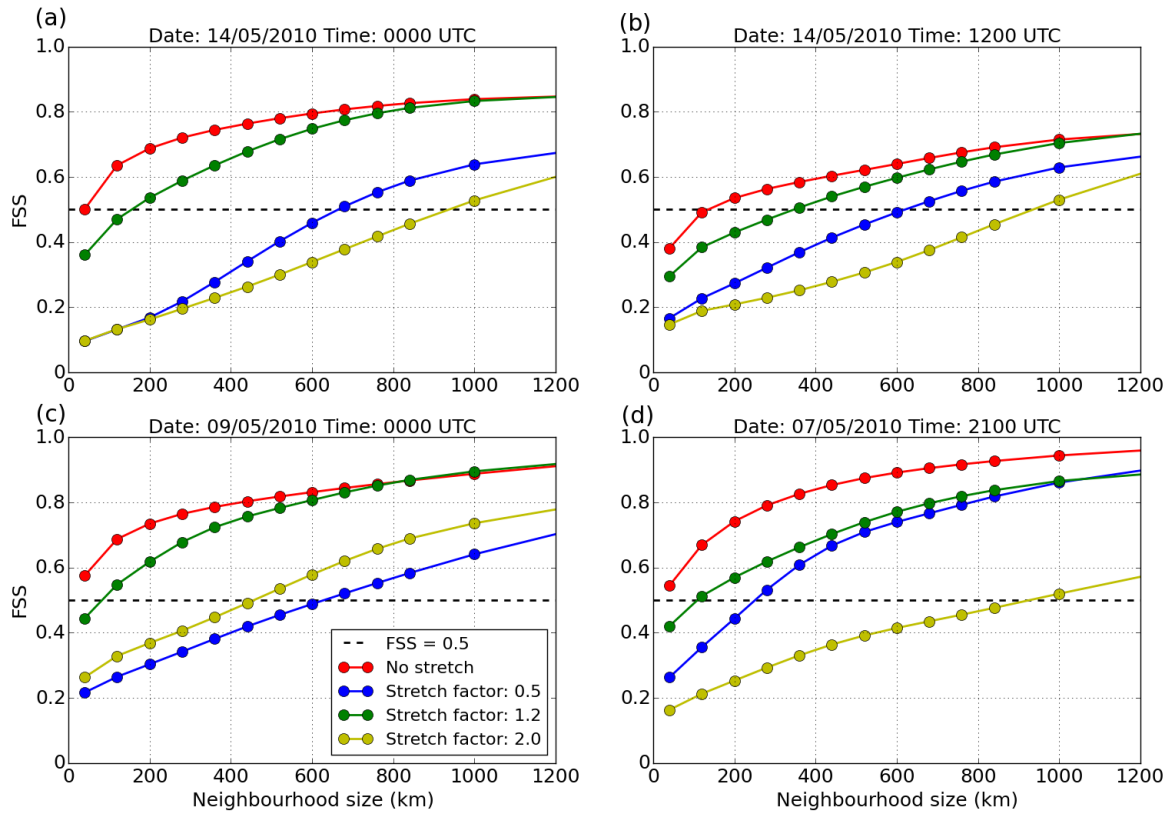 (a)
Date: 14/05/2010 Time: 0000 UTC
1.0
0.8
0.6
0.4
0.2
0
FSS
0 200 400 600 800 1000 1200
(b)
Date: 14/05/2010 Time: 1200 UTC
1.0
0.8
0.6
0.4
0.2
0
0 200 400 600 800 1000 1200
(c)
Date: 09/05/2010 Time: 0000 UTC
1.0
0.8
0.6
0.4
0.2
0
FSS
FSS = 0.5
No stretch
Stretch factor: 0.5
Stretch factor: 1.2
Stretch factor: 2.0
0 200 400 600 800 1000 1200
Neighbourhood size (km)
(d)
Date: 07/05/2010 Time: 2100 UTC
1.0
0.8
0.6
0.4
0.2
0
0 200 400 600 800 1000 1200
Neighbourhood size (km)